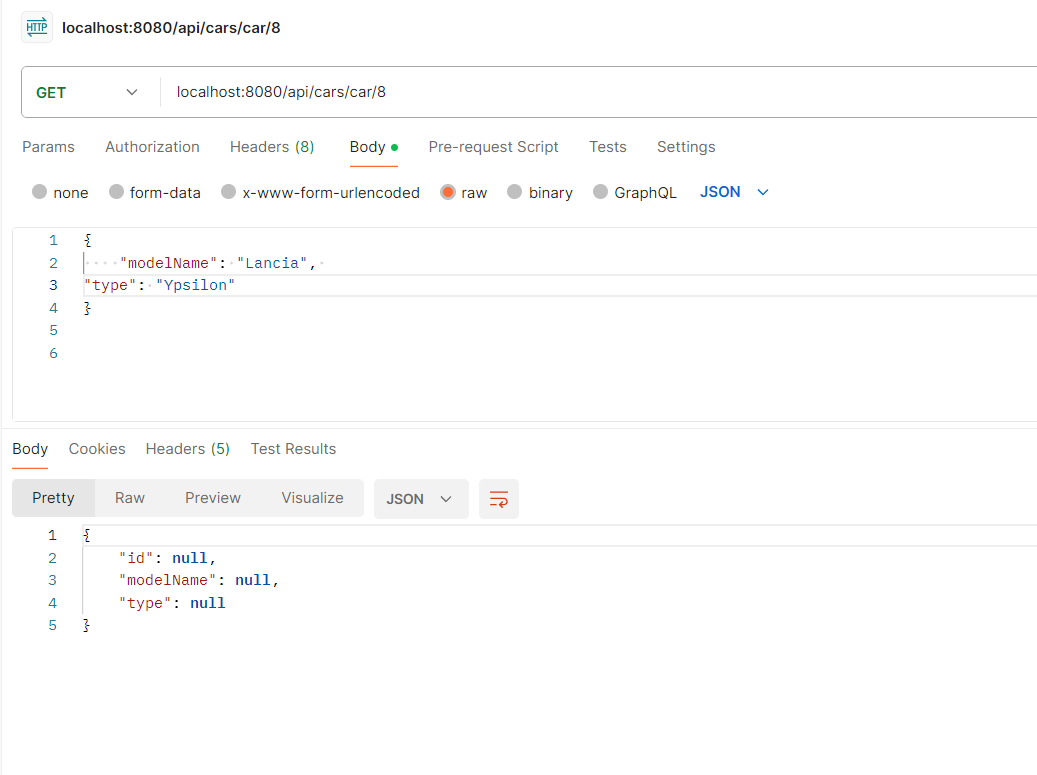 HTTP localhost:8080/api/cars/car/8
GET localhost:8080/api/cars/car/8
Params Authorization Headers (8) Body Pre-request Script Tests Settings
none form-data x-www-form-urlencoded raw binary GraphQL JSON
1 {
2 "modelName": "Lancia",
3 "type": "Ypsilon"
4 }
5
6
Body Cookies Headers (5) Test Results
Pretty Raw Preview Visualize JSON
1 {
2 "id": null,
3 "modelName": null,
4 "type": null
5 }